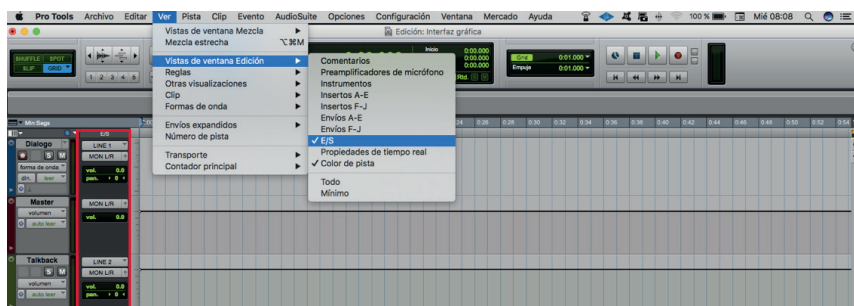 Pro Tools Archivo Editar Ver Pista Clip Evento AudioSuite Opciones Configuración Ventana Mercado Ayuda 100 % Mié 08:08
Edición: Interfaz gráfica
Vistas de ventana Mezcla
Mezcla estrecha ⌥⌘M
Vistas de ventana Edición
Reglas
Otras visualizaciones
Clip
Formas de onda
Envíos expandidos
Número de pista
Transporte
Contador principal
Comentarios
Preamplificadores de micrófono
Instrumentos
Insertos A-E
Insertos F-J
Envíos A-E
Envíos F-J
✓ E/S
Propiedades de tiempo real
✓ Color de pista
Todo
Mínimo
SHUFFLE SPOT
SLIP GRID
1 2 3 4 5
Inicio 0:00.000
0:00.000
0:00.000
Grid 0:01.000
Empuje 0:01.000
Min:Segs
0:26 0:28 0:30 0:32 0:34 0:36 0:38 0:40 0:42 0:44 0:46 0:48 0:50 0:52 0:54
E/S
Dialogo
S M
forma de onda
din. leer
LINE 1
MON L/R
vol. 0.0
pan. 0
Master
volumen
auto leer
MON L/R
vol. 0.0
Talkback
S M
volumen
auto leer
LINE 2
MON L/R
vol. 0.0
pan. 0